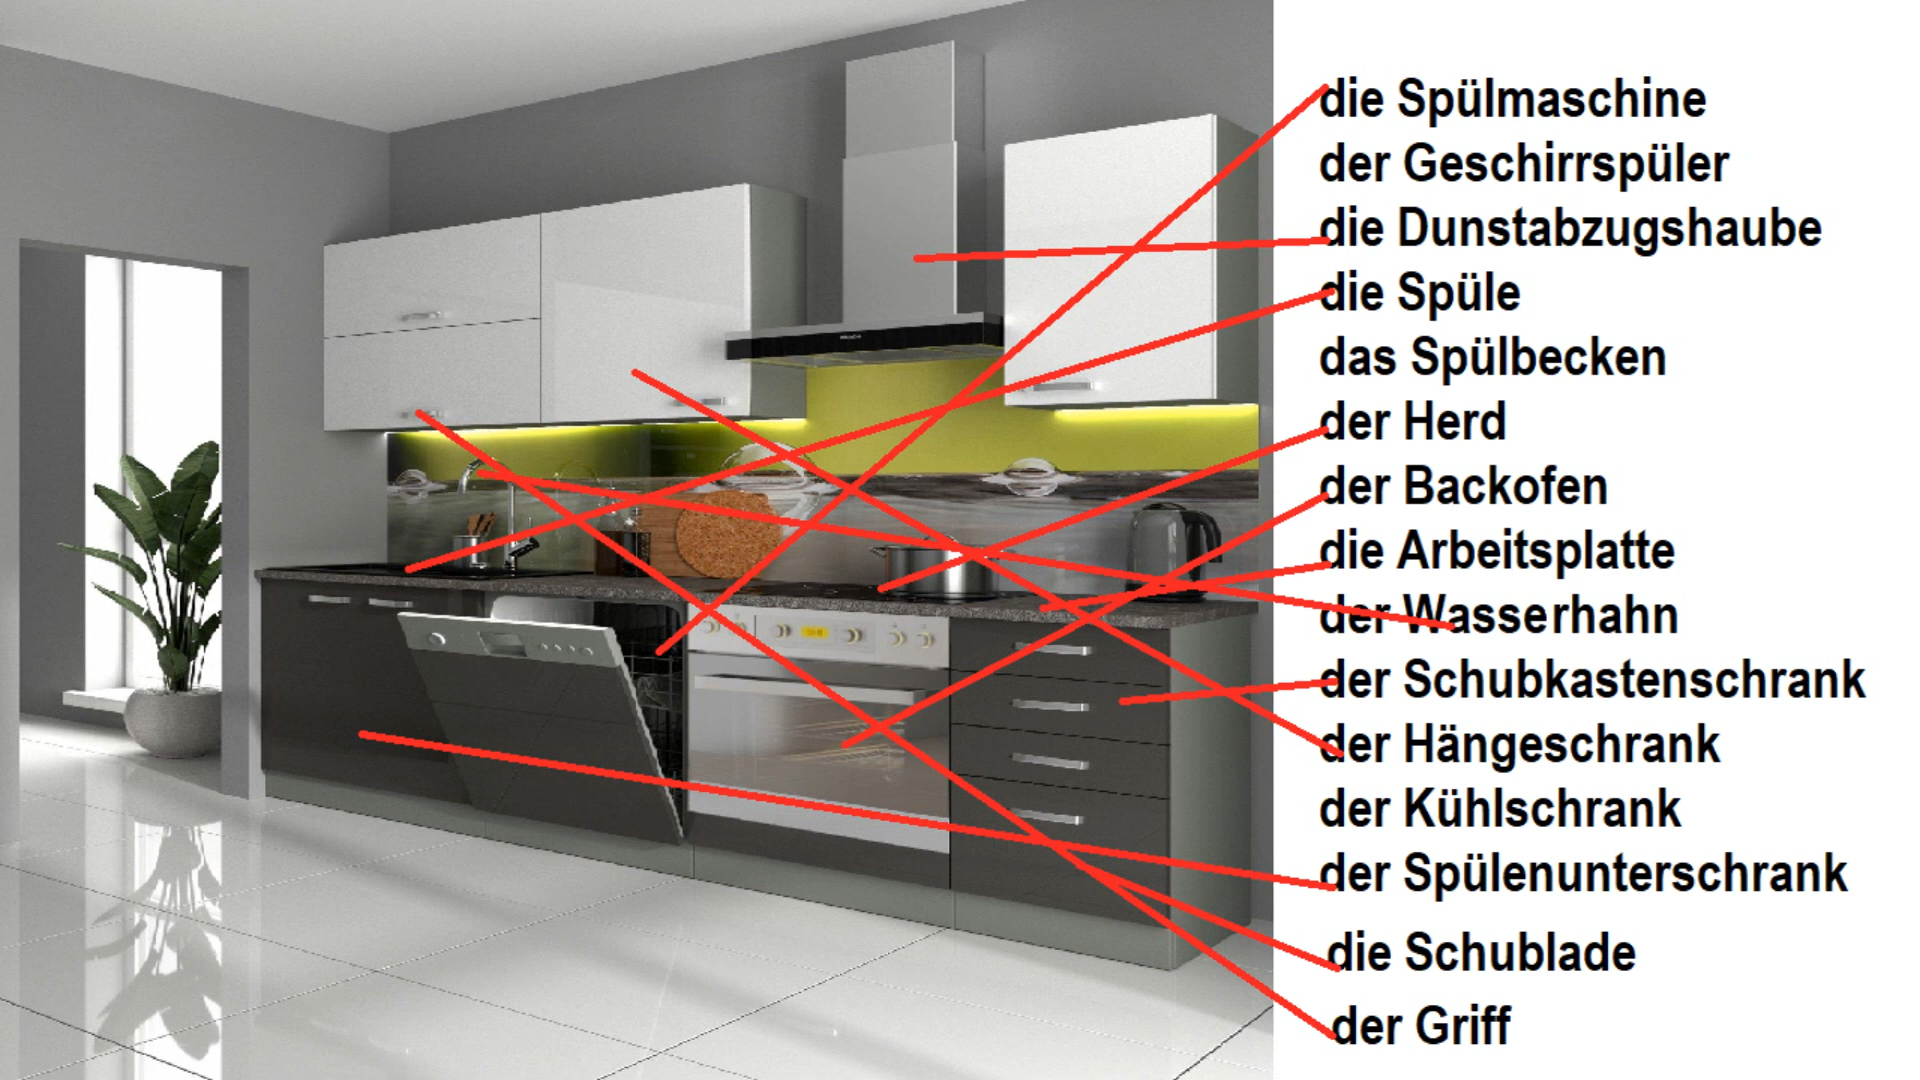 die Spülmaschine
der Geschirrspüler
die Dunstabzugshaube
die Spüle
das Spülbecken
der Herd
der Backofen
die Arbeitsplatte
der Wasserhahn
der Schubkastenschrank
der Hängeschrank
der Kühlschrank
der Spülenunterschrank
die Schublade
der Griff